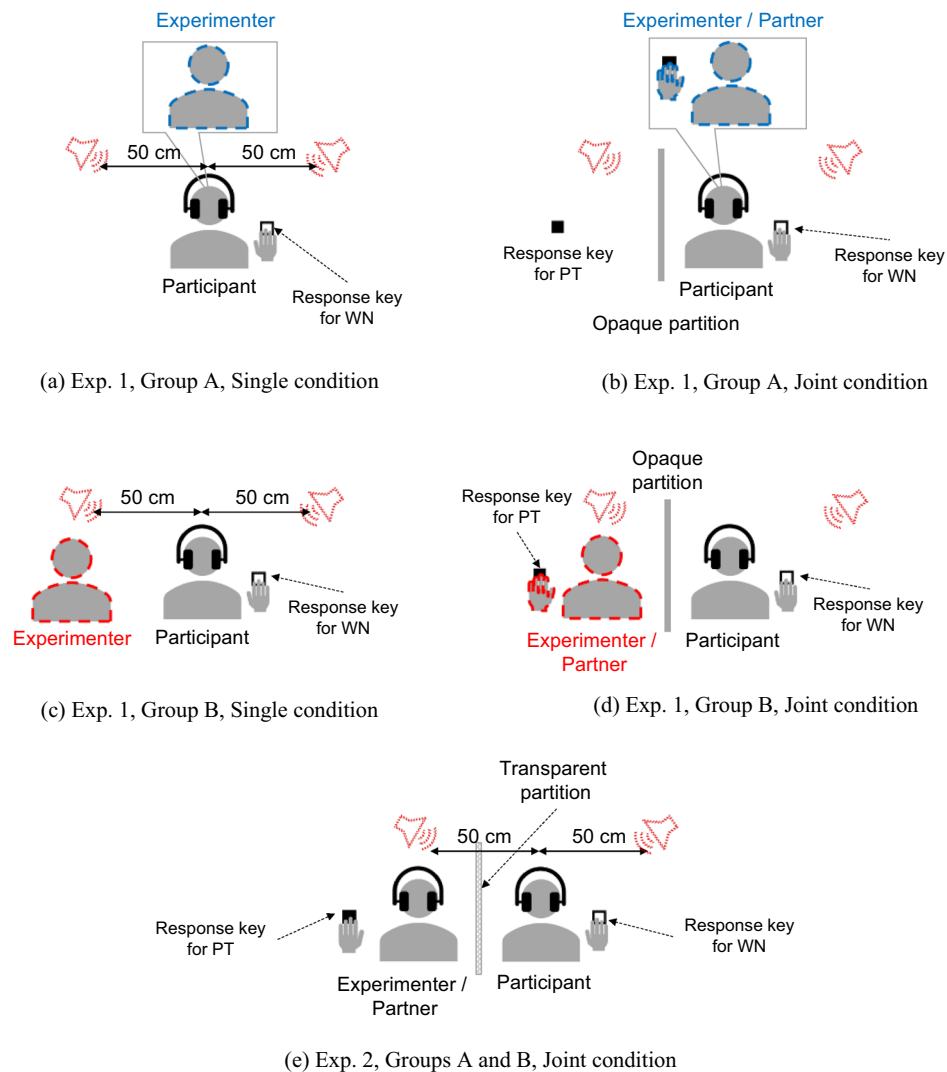 Experimenter
50 cm
50 cm
Participant
Response key
for WN
(a) Exp. 1, Group A, Single condition
Experimenter / Partner
Response key
for PT
Participant
Response key
for WN
Opaque partition
(b) Exp. 1, Group A, Joint condition
50 cm
50 cm
Experimenter
Participant
Response key
for WN
(c) Exp. 1, Group B, Single condition
Opaque
partition
Response key
for PT
Experimenter /
Partner
Participant
Response key
for WN
(d) Exp. 1, Group B, Joint condition
Transparent
partition
50 cm
50 cm
Response key
for PT
Experimenter /
Partner
Participant
Response key
for WN
(e) Exp. 2, Groups A and B, Joint condition